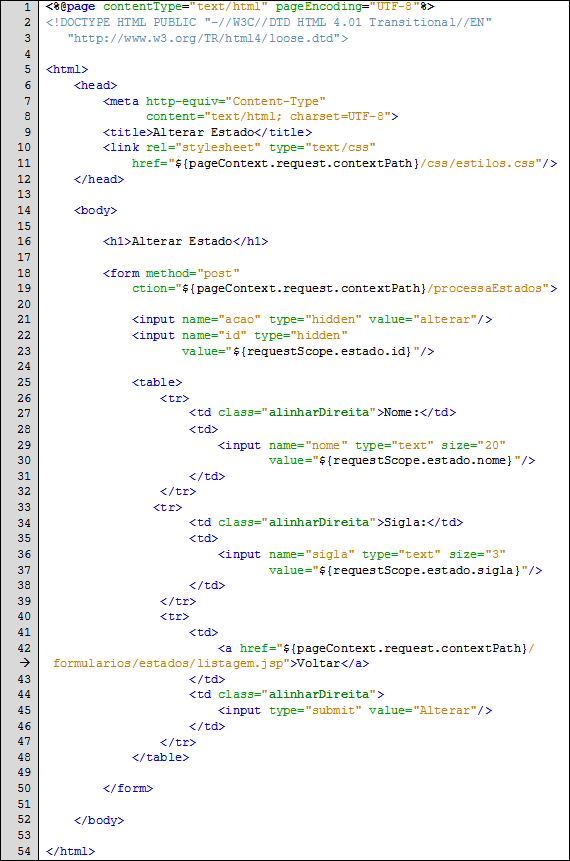 1 <%@page contentType="text/html" pageEncoding="UTF-8"%>
2 <!DOCTYPE HTML PUBLIC "-//W3C//DTD HTML 4.01 Transitional//EN"
3 "http://www.w3.org/TR/html4/loose.dtd">
4
5 <html>
6 <head>
7 <meta http-equiv="Content-Type"
8 content="text/html; charset=UTF-8">
9 <title>Alterar Estado</title>
10 <link rel="stylesheet" type="text/css"
11 href="${pageContext.request.contextPath}/css/estilos.css"/>
12 </head>
13
14 <body>
15
16 <h1>Alterar Estado</h1>
17
18 <form method="post"
19 ction="${pageContext.request.contextPath}/processaEstados">
20
21 <input name="acao" type="hidden" value="alterar"/>
22 <input name="id" type="hidden"
23 value="${requestScope.estado.id}"/>
24
25 <table>
26 <tr>
27 <td class="alinharDireita">Nome:</td>
28 <td>
29 <input name="nome" type="text" size="20"
30 value="${requestScope.estado.nome}"/>
31 </td>
32 </tr>
33 <tr>
34 <td class="alinharDireita">Sigla:</td>
35 <td>
36 <input name="sigla" type="text" size="3"
37 value="${requestScope.estado.sigla}"/>
38 </td>
39 </tr>
40 <tr>
41 <td>
42 <a href="${pageContext.request.contextPath}/
→ formularios/estados/listagem.jsp">Voltar</a>
43 </td>
44 <td class="alinharDireita">
45 <input type="submit" value="Alterar"/>
46 </td>
47 </tr>
48 </table>
49
50 </form>
51
52 </body>
53
54 </html>